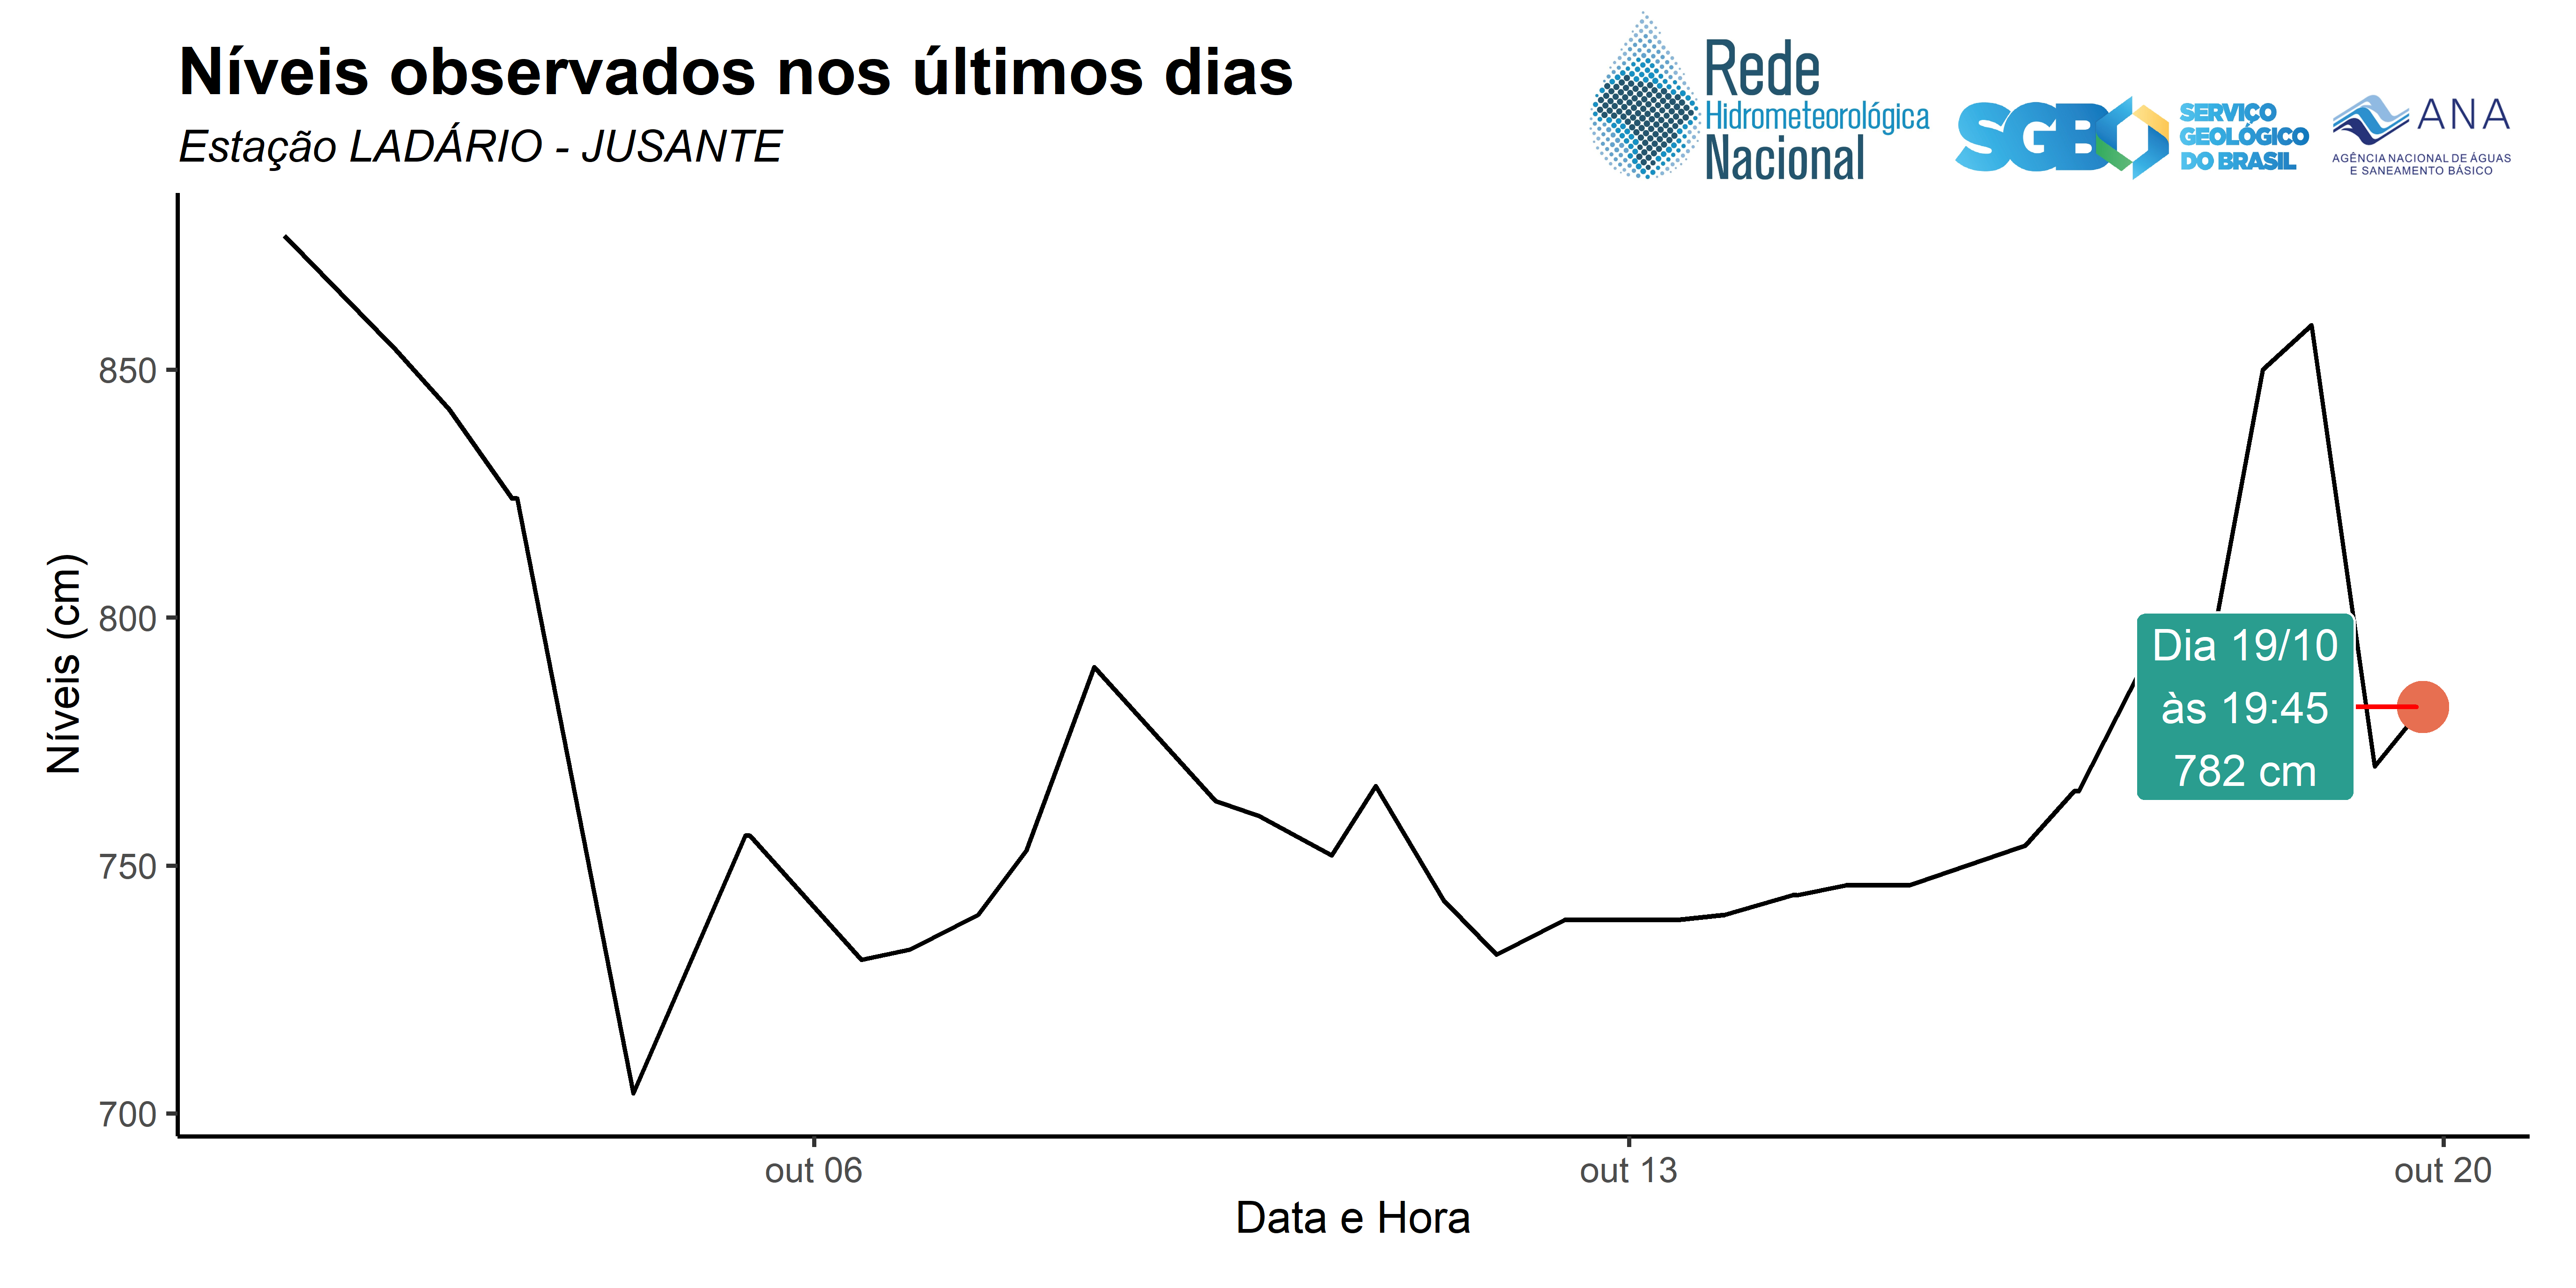 Níveis observados nos últimos dias
Estação LADÁRIO - JUSANTE
Rede
Hidrometeorológica
Nacional
SGB
SERVIÇO
GEOLÓGICO
DO BRASIL
ANA
AGÊNCIA NACIONAL DE ÁGUAS
E SANEAMENTO BÁSICO
Níveis (cm)
850
800
750
700
Dia 19/10
às 19:45
782 cm
out 06
out 13
out 20
Data e Hora